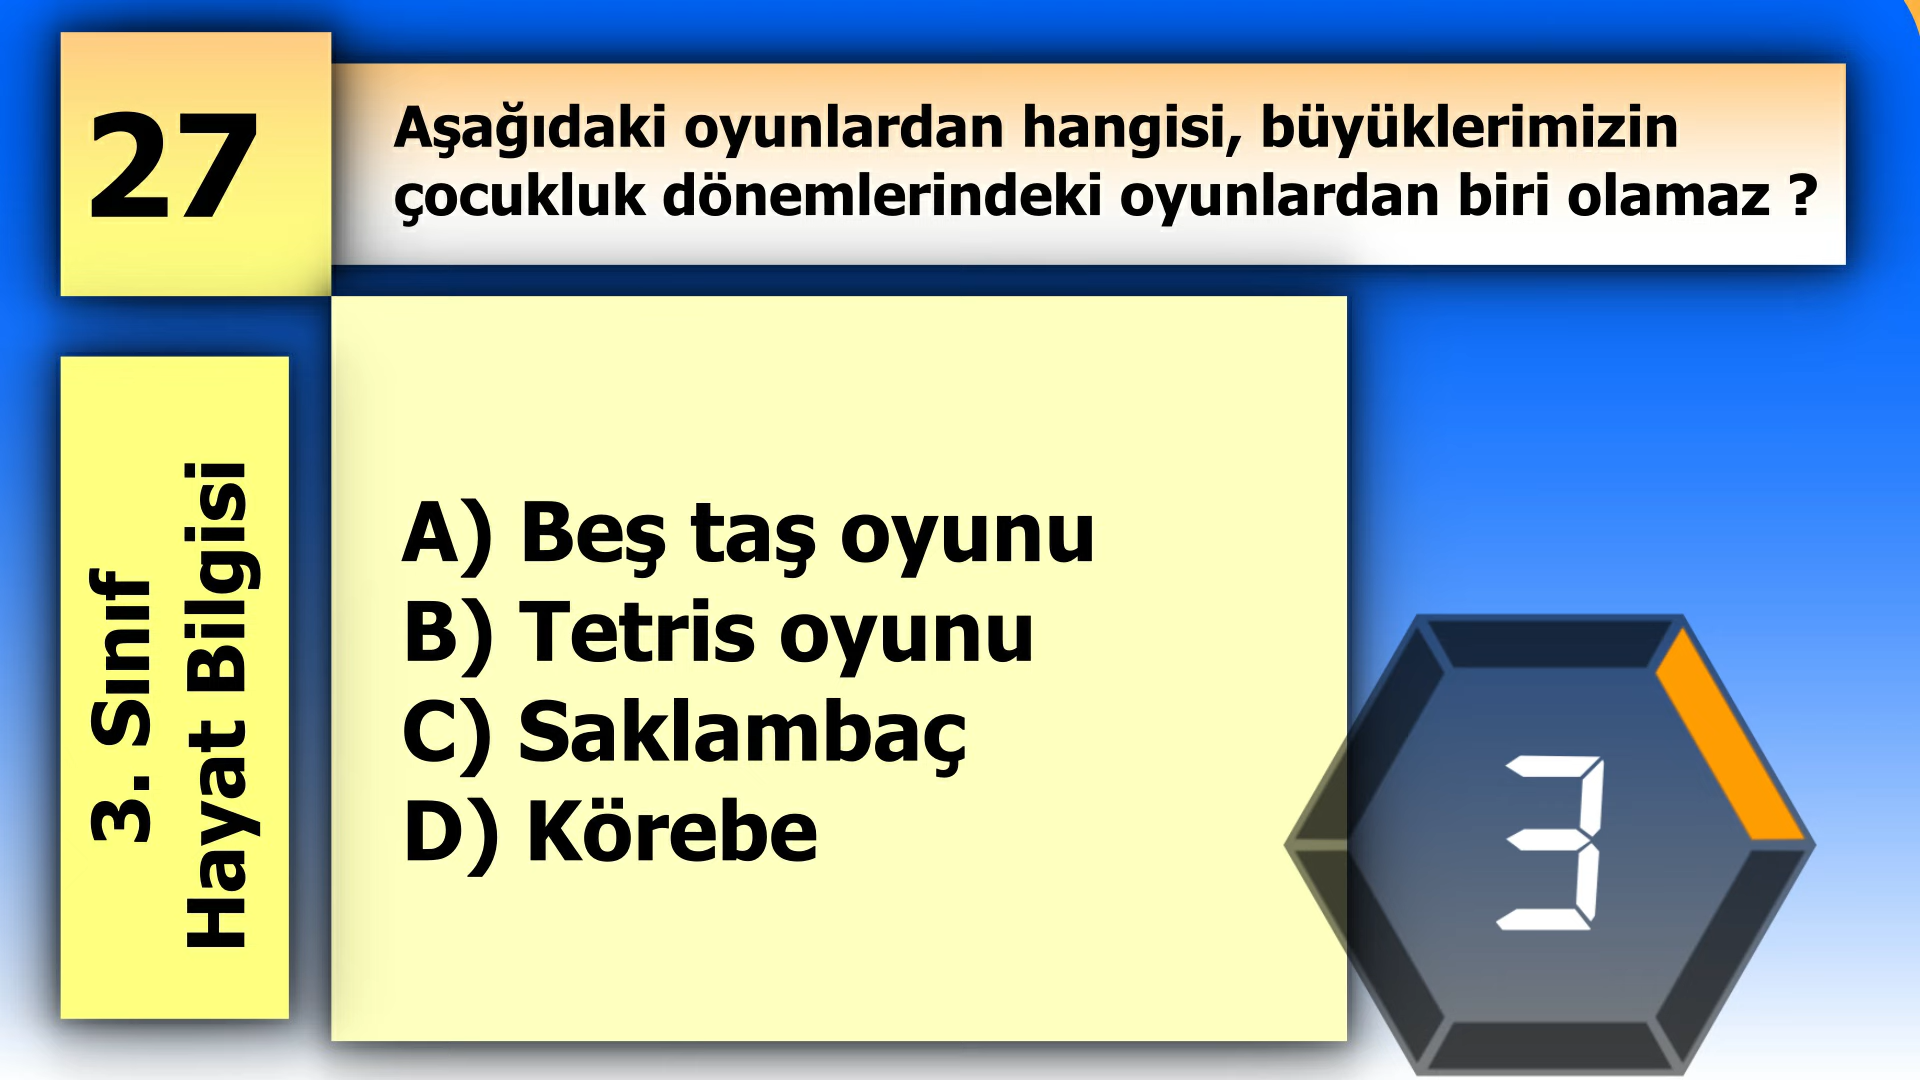 27
Aşağıdaki oyunlardan hangisi, büyüklerimizin
çocukluk dönemlerindeki oyunlardan biri olamaz ?
3. Sınıf
Hayat Bilgisi
A) Beş taş oyunu
B) Tetris oyunu
C) Saklambaç
D) Körebe
3